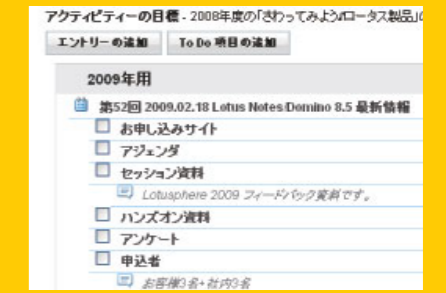 アクティビティーの目標 - 2008年度の「さわってみよう♪ロータス製品」の
エントリーの追加 To Do 項目の追加
2009年用
第52回 2009.02.18 Lotus Notes/Domino 8.5 最新情報
お申し込みサイト
アジェンダ
セッション資料
Lotusphere 2009 フィードバック資料です。
ハンズオン資料
アンケート
申込者
お客様3名+社内3名